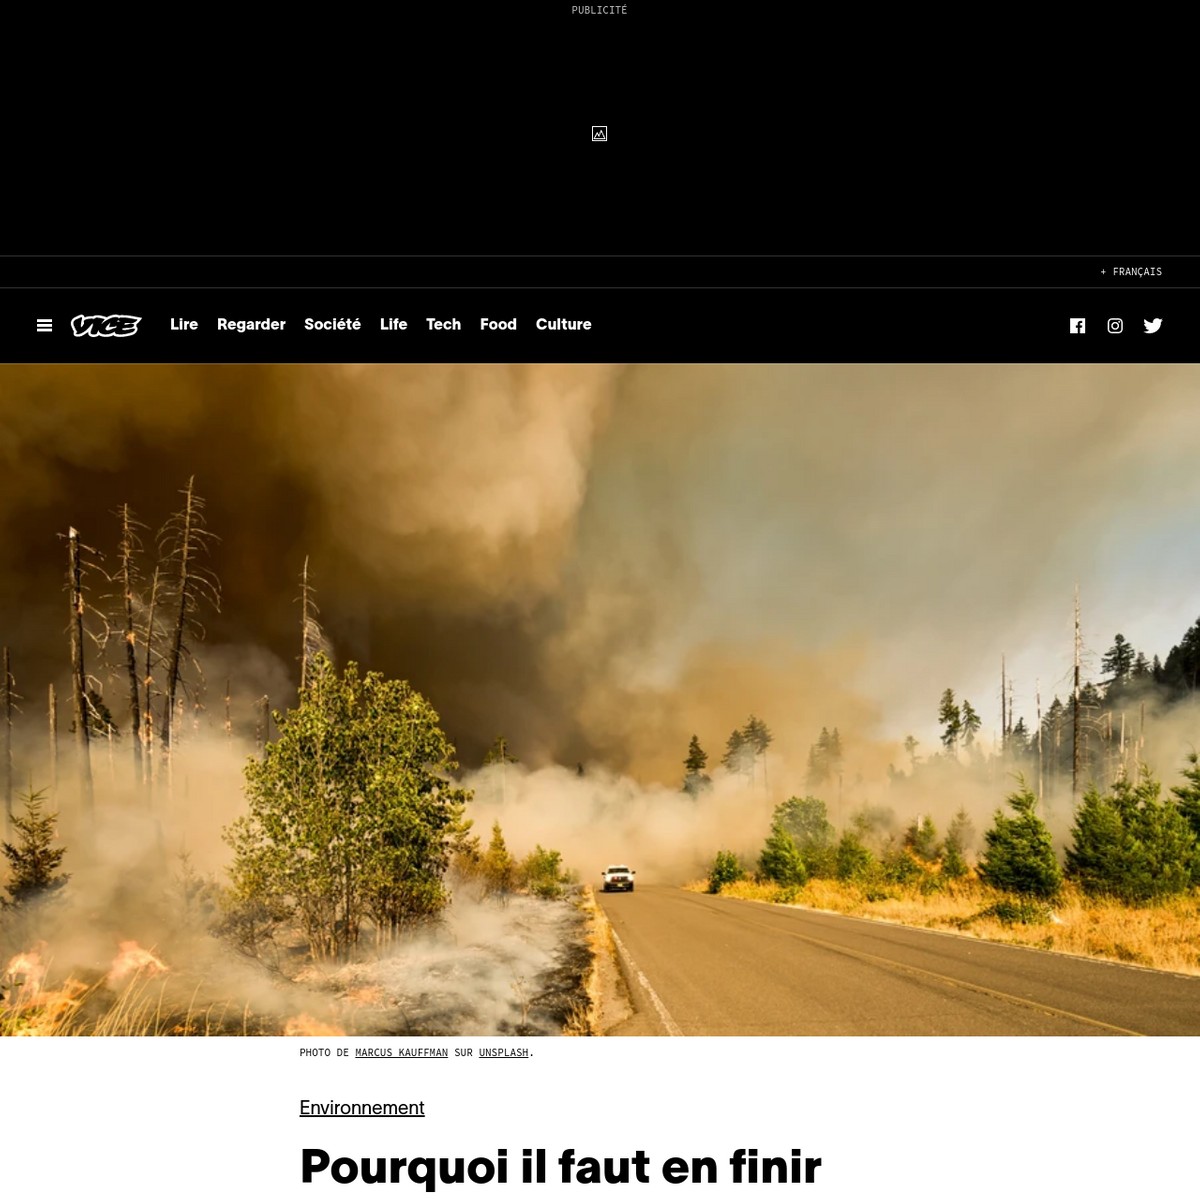 PUBLICITÉ
+ FRANÇAIS
VICE Lire Regarder Société Life Tech Food Culture
PHOTO DE MARCUS KAUFFMAN SUR UNSPLASH.
Environnement
Pourquoi il faut en finir